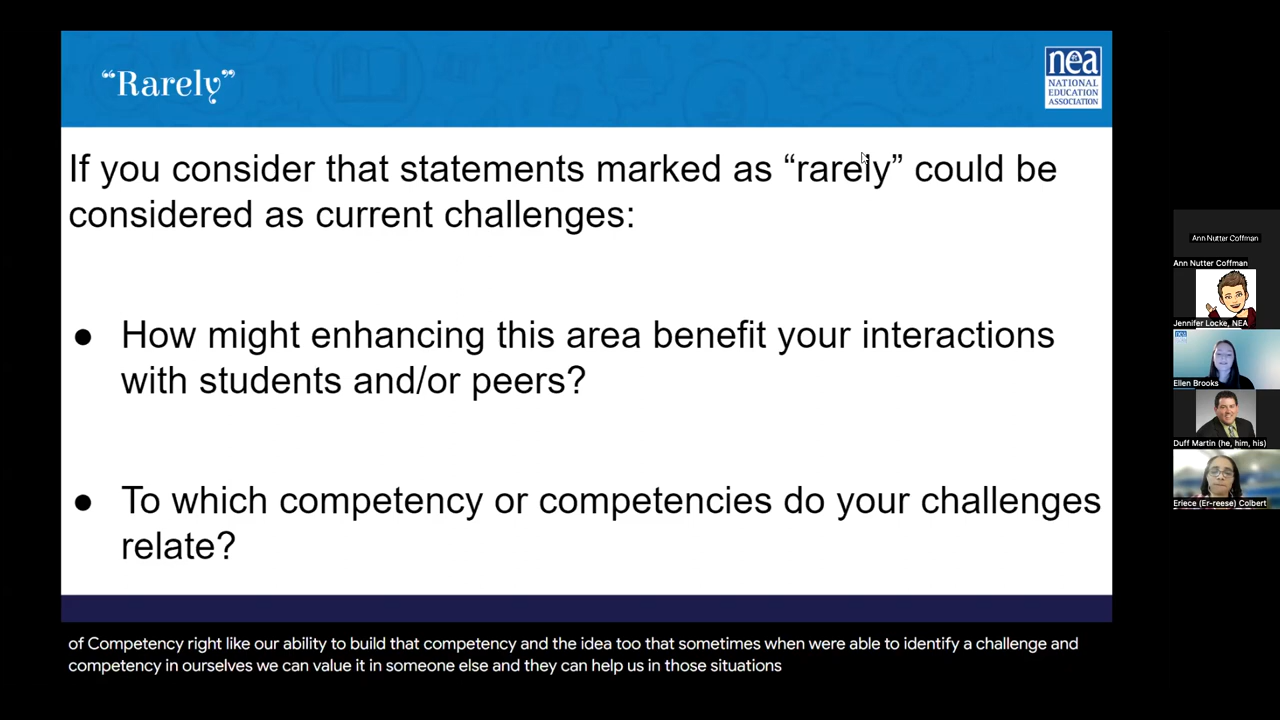 “Rarely”
nea
NATIONAL
EDUCATION
ASSOCIATION
If you consider that statements marked as “rarely” could be
considered as current challenges:
● How might enhancing this area benefit your interactions
with students and/or peers?
● To which competency or competencies do your challenges
relate?
of Competency right like our ability to build that competency and the idea too that sometimes when were able to identify a challenge and
competency in ourselves we can value it in someone else and they can help us in those situations
Ann Nutter Coffman
Ann Nutter Coffman
Jennifer Locke, NEA
nea
Ellen Brooks
Duff Martin (he, him, his)
Eriece (Er-reese) Colbert